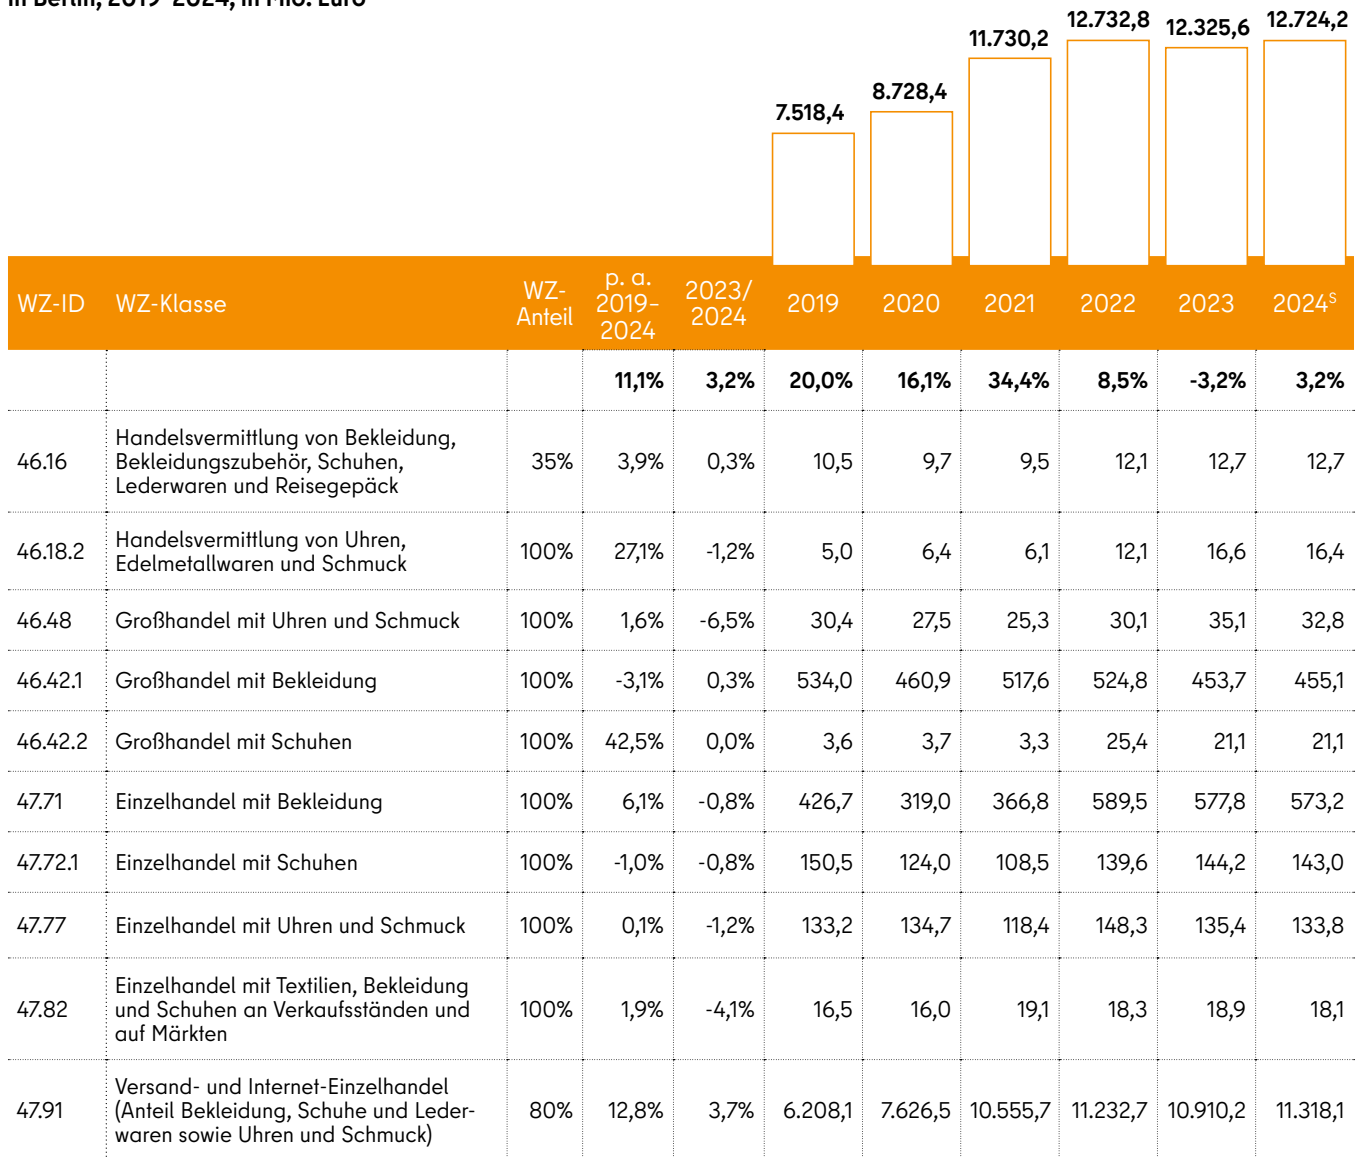 in Berlin, 2019–2024, in Mio. Euro
7.518,4 8.728,4 11.730,2 12.732,8 12.325,6 12.724,2
WZ-ID WZ-Klasse WZ-Anteil p. a. 2019–2024 2023/2024 2019 2020 2021 2022 2023 2024ˢ
11,1% 3,2% 20,0% 16,1% 34,4% 8,5% -3,2% 3,2%
46.16 Handelsvermittlung von Bekleidung,
Bekleidungszubehör, Schuhen,
Lederwaren und Reisegepäck
35% 3,9% 0,3% 10,5 9,7 9,5 12,1 12,7 12,7
46.18.2 Handelsvermittlung von Uhren,
Edelmetallwaren und Schmuck
100% 27,1% -1,2% 5,0 6,4 6,1 12,1 16,6 16,4
46.48 Großhandel mit Uhren und Schmuck 100% 1,6% -6,5% 30,4 27,5 25,3 30,1 35,1 32,8
46.42.1 Großhandel mit Bekleidung 100% -3,1% 0,3% 534,0 460,9 517,6 524,8 453,7 455,1
46.42.2 Großhandel mit Schuhen 100% 42,5% 0,0% 3,6 3,7 3,3 25,4 21,1 21,1
47.71 Einzelhandel mit Bekleidung 100% 6,1% -0,8% 426,7 319,0 366,8 589,5 577,8 573,2
47.72.1 Einzelhandel mit Schuhen 100% -1,0% -0,8% 150,5 124,0 108,5 139,6 144,2 143,0
47.77 Einzelhandel mit Uhren und Schmuck 100% 0,1% -1,2% 133,2 134,7 118,4 148,3 135,4 133,8
47.82 Einzelhandel mit Textilien, Bekleidung
und Schuhen an Verkaufsständen und
auf Märkten
100% 1,9% -4,1% 16,5 16,0 19,1 18,3 18,9 18,1
47.91 Versand- und Internet-Einzelhandel
(Anteil Bekleidung, Schuhe und Leder-
waren sowie Uhren und Schmuck)
80% 12,8% 3,7% 6.208,1 7.626,5 10.555,7 11.232,7 10.910,2 11.318,1